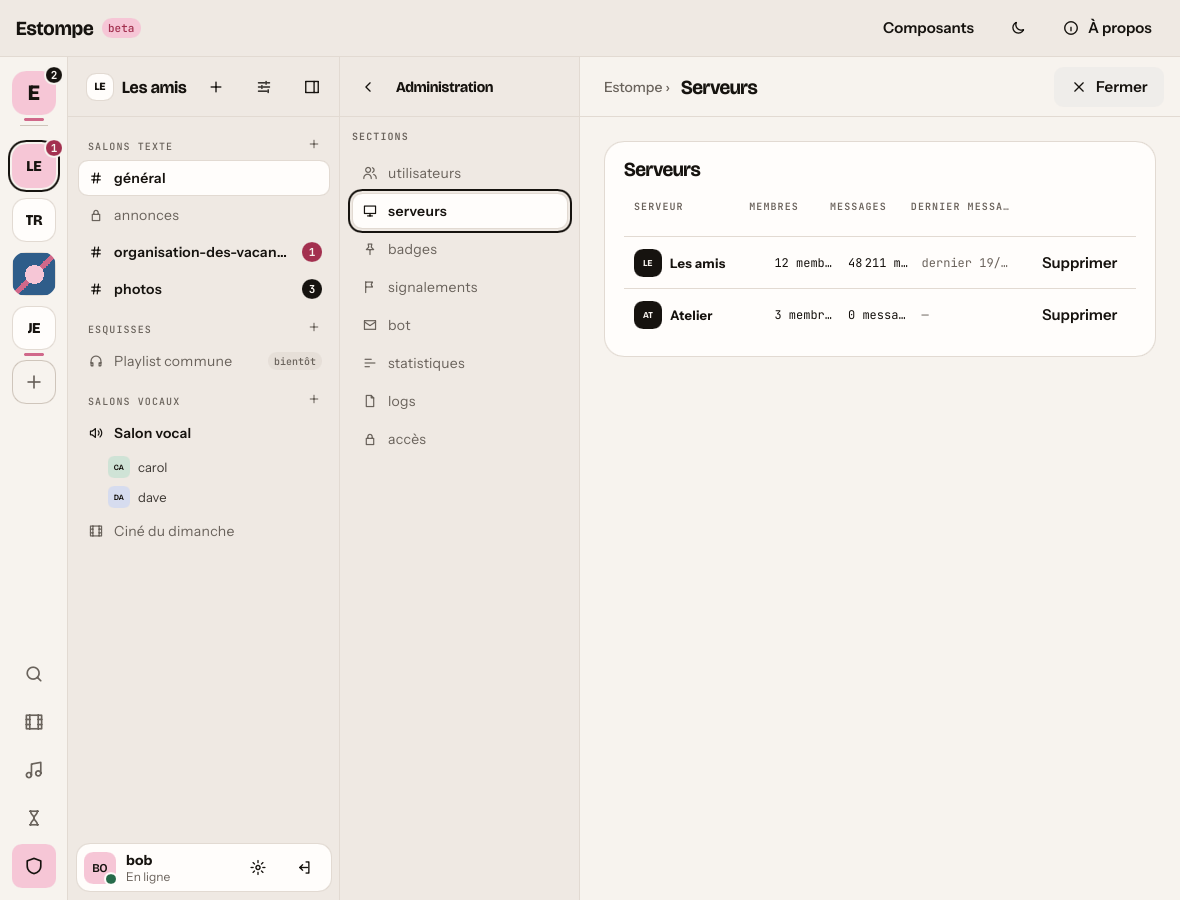 Estompe beta
Composants
À propos
E 2
LE 1
TR
JE
LE Les amis
SALONS TEXTE
général
annonces
organisation-des-vacan… 1
photos 3
ESQUISSES
Playlist commune bientôt
SALONS VOCAUX
Salon vocal
CA carol
DA dave
Ciné du dimanche
BO bob
En ligne
Administration
SECTIONS
utilisateurs
serveurs
badges
signalements
bot
statistiques
logs
accès
Estompe › Serveurs
Fermer
Serveurs
SERVEUR MEMBRES MESSAGES DERNIER MESSA…
LE Les amis 12 memb… 48 211 m… dernier 19/… Supprimer
AT Atelier 3 membr… 0 messa… — Supprimer